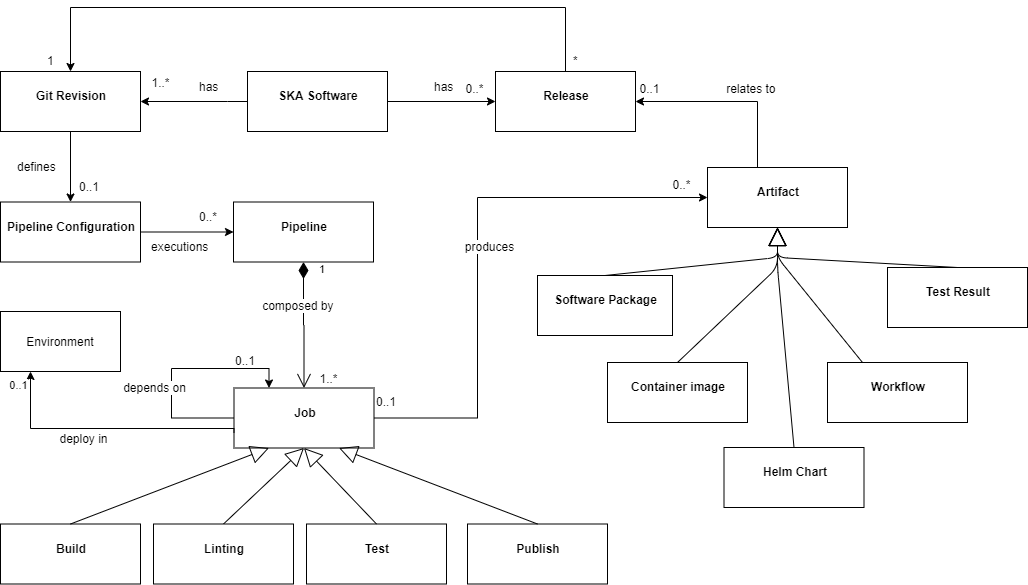 1
*
1..*
has
has
0..*
0..1
relates to
Git Revision
SKA Software
Release
defines
0..1
0..*
Artifact
Pipeline Configuration
0..*
executions
Pipeline
produces
1
composed by
Software Package
Test Result
Environment
0..1
depends on
0..1
1..*
Container image
Workflow
0..1
Job
deploy in
Helm Chart
Build
Linting
Test
Publish